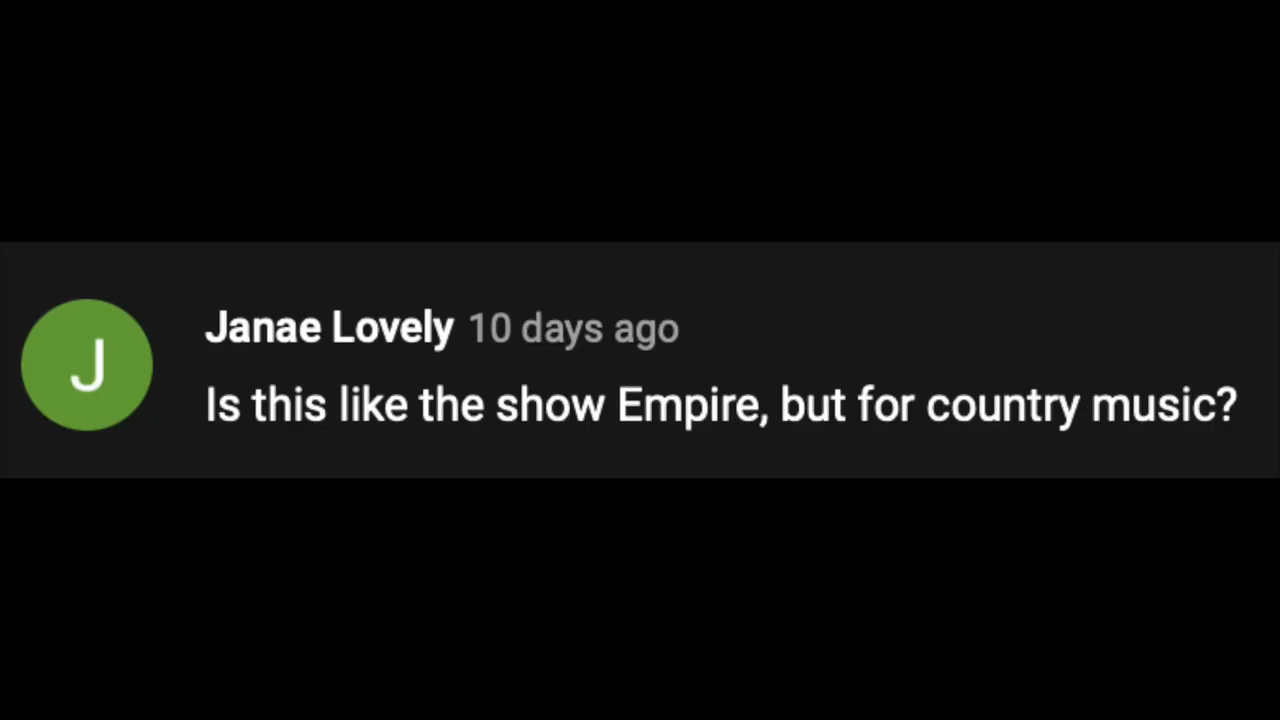 J
Janae Lovely 10 days ago
Is this like the show Empire, but for country music?